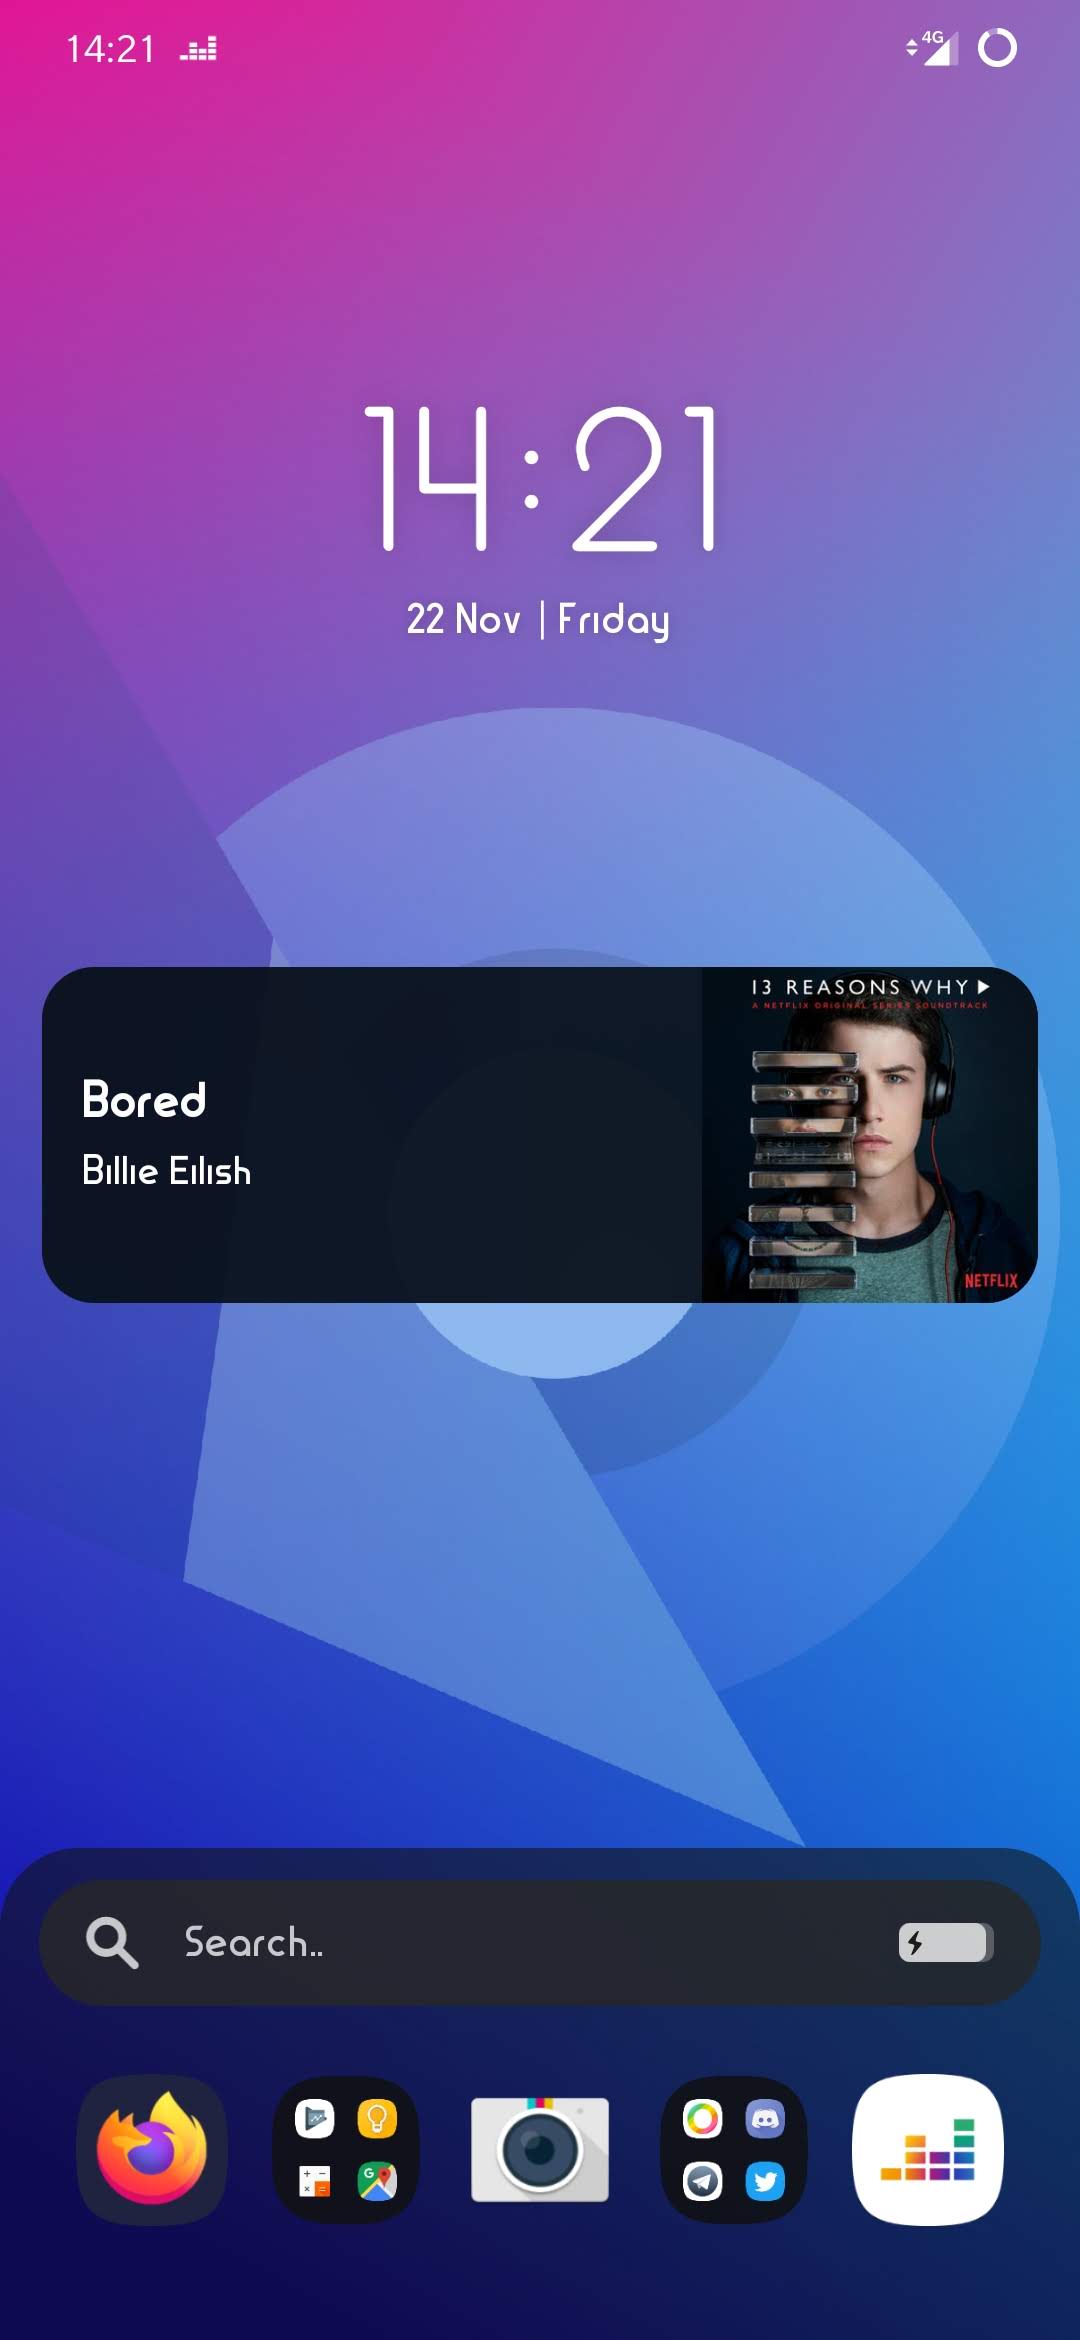 14:21
4G
14:21
22 Nov | Friday
13 REASONS WHY
A NETFLIX ORIGINAL SERIES SOUNDTRACK
Bored
Billie Eilish
NETFLIX
Search..
G